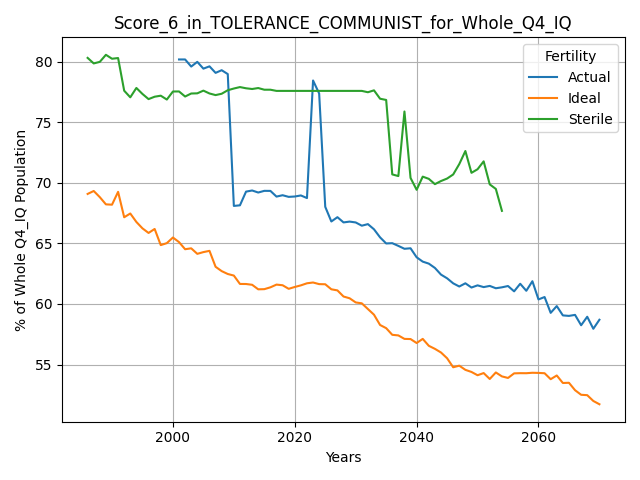 Score_6_in_TOLERANCE_COMMUNIST_for_Whole_Q4_IQ
Fertility
Actual
Ideal
Sterile
% of Whole Q4_IQ Population
80
75
70
65
60
55
2000
2020
2040
2060
Years